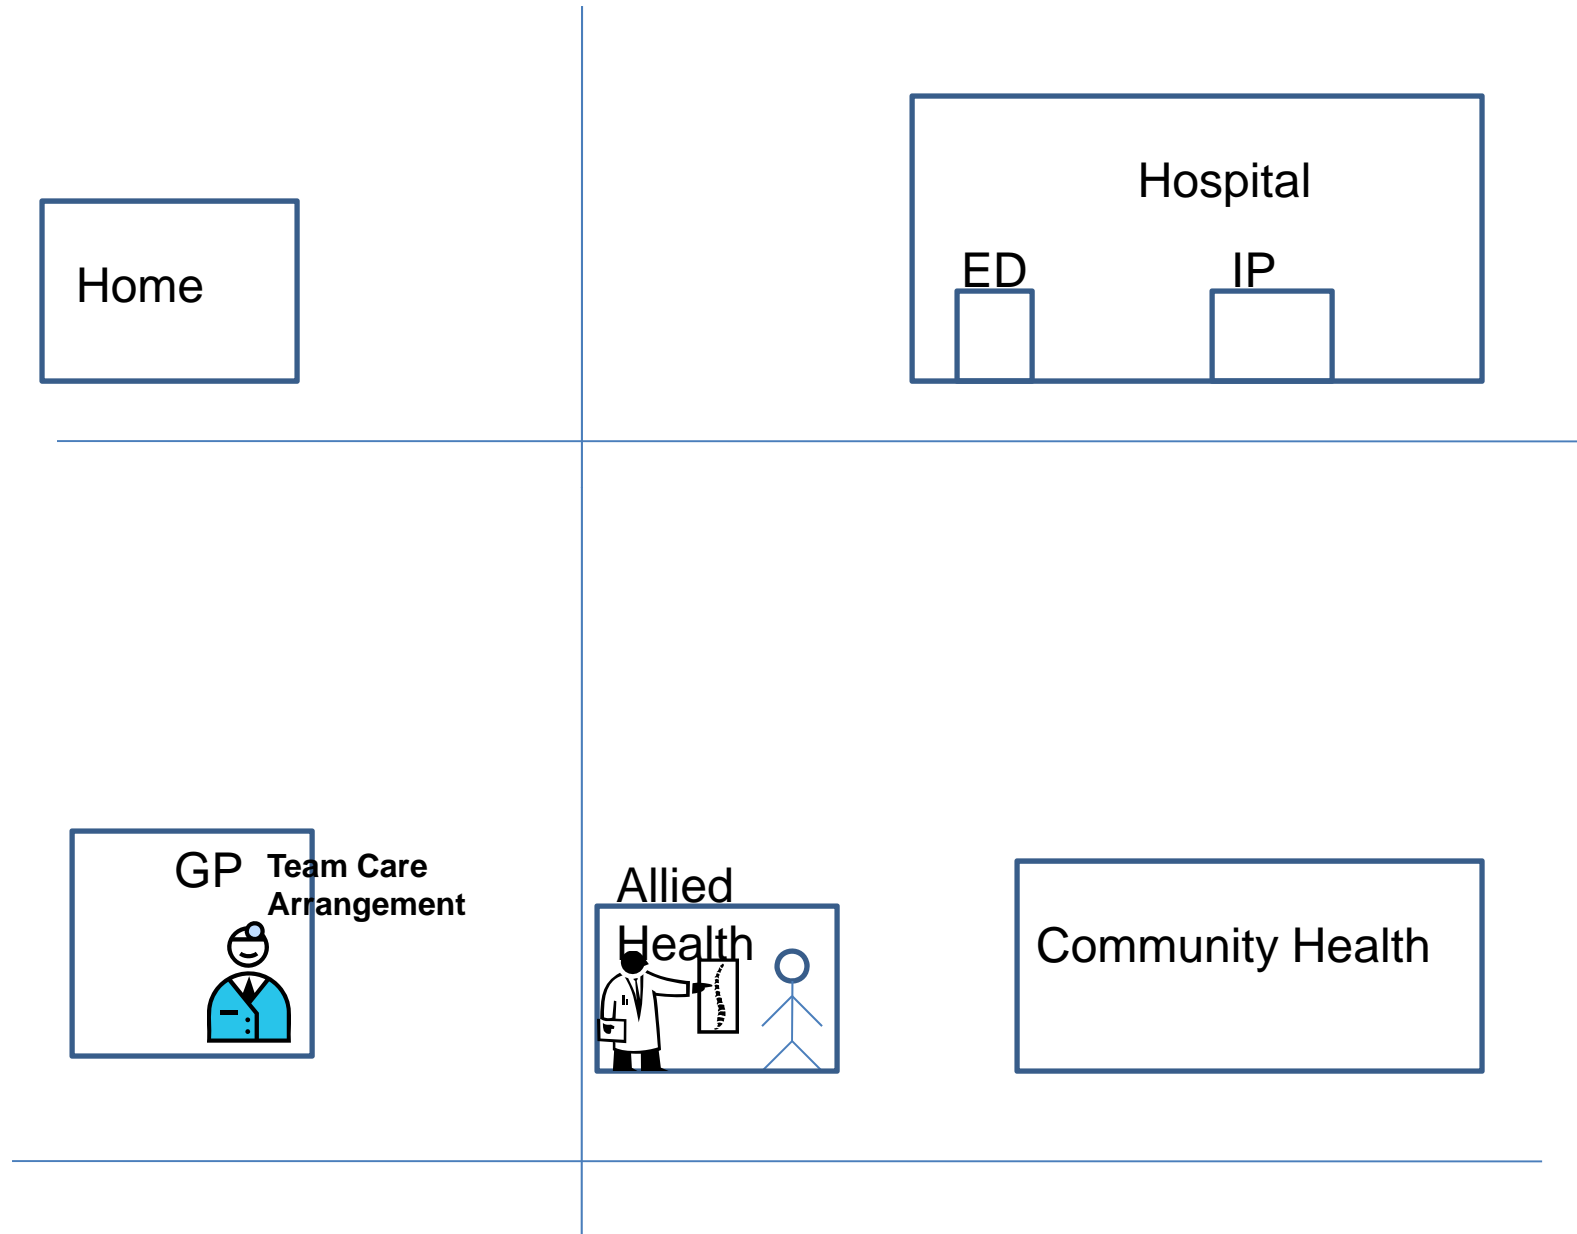 Hospital
Home
ED
IP
GP
Team Care
Arrangement
Allied
Health
Community Health